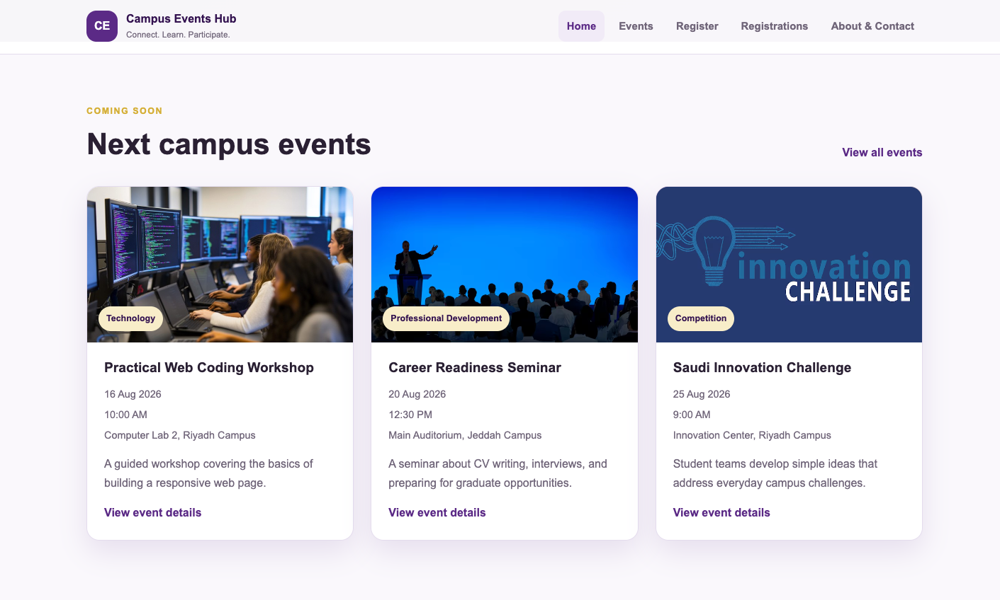 CE
Campus Events Hub
Connect. Learn. Participate.
Home
Events
Register
Registrations
About & Contact
COMING SOON
Next campus events
View all events
Technology
Practical Web Coding Workshop
16 Aug 2026
10:00 AM
Computer Lab 2, Riyadh Campus
A guided workshop covering the basics of
building a responsive web page.
View event details
Professional Development
Career Readiness Seminar
20 Aug 2026
12:30 PM
Main Auditorium, Jeddah Campus
A seminar about CV writing, interviews, and
preparing for graduate opportunities.
View event details
innovation
CHALLENGE
Competition
Saudi Innovation Challenge
25 Aug 2026
9:00 AM
Innovation Center, Riyadh Campus
Student teams develop simple ideas that
address everyday campus challenges.
View event details